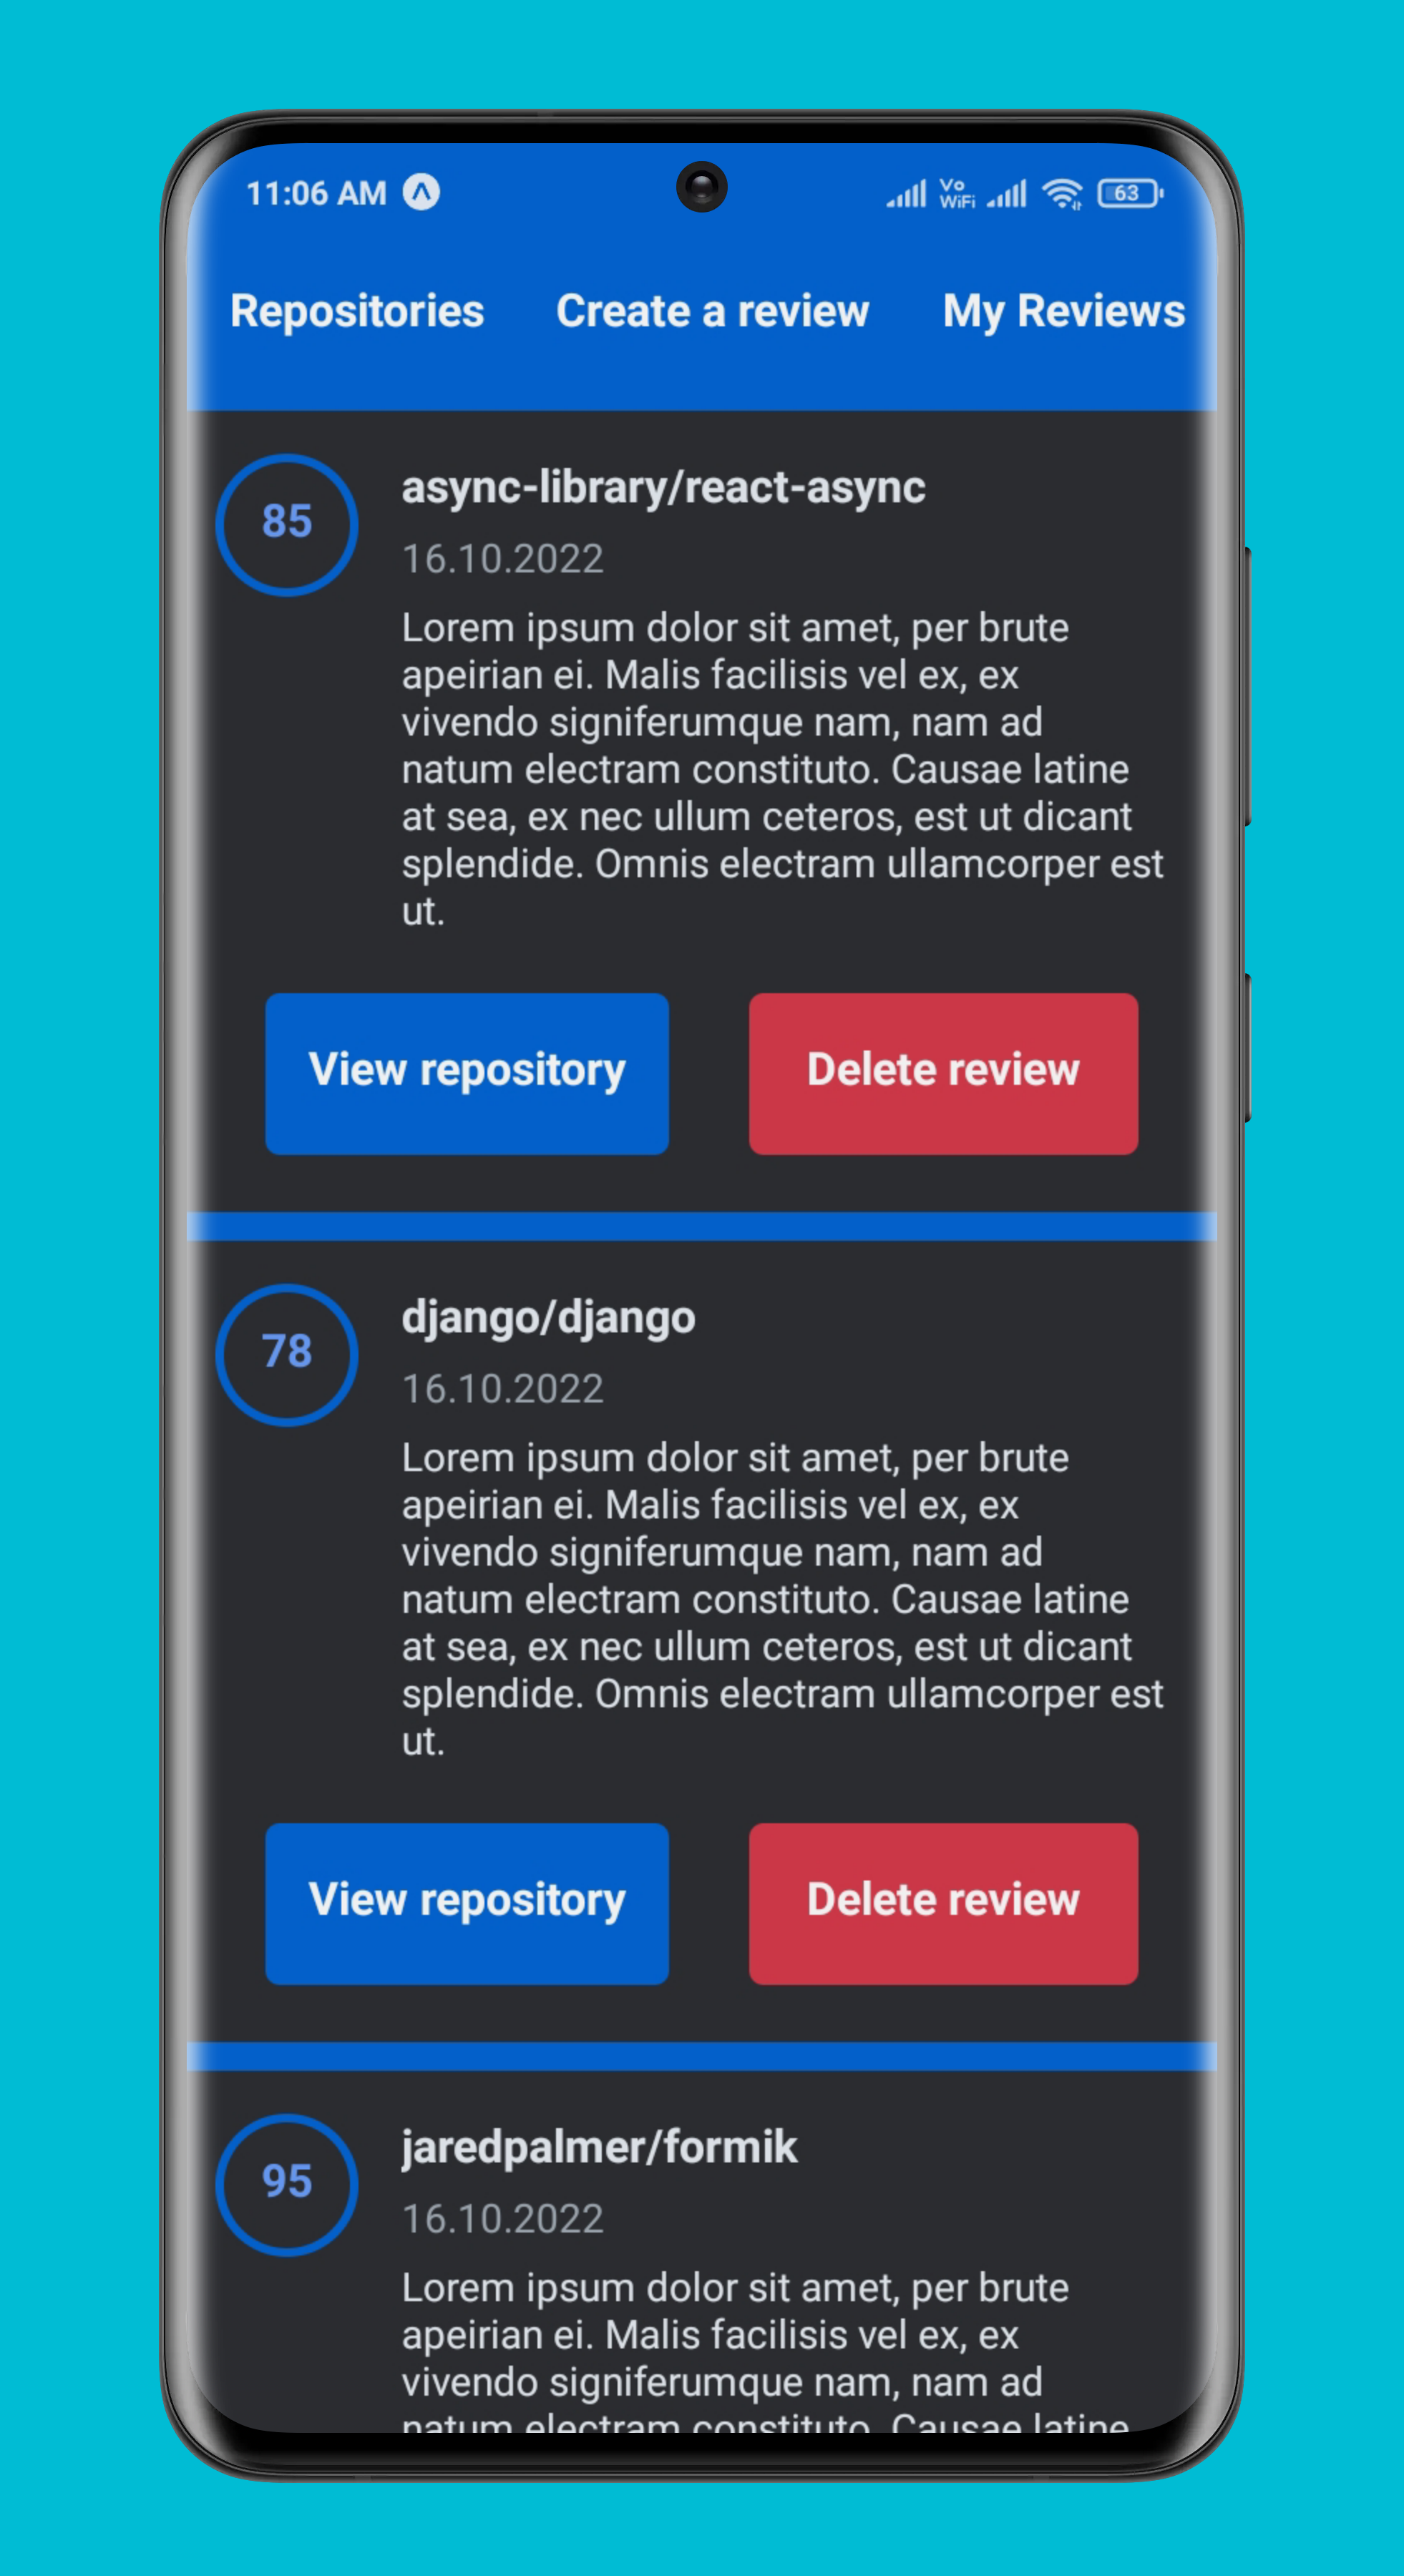 11:06 AM Vo WiFi 63
Repositories Create a review My Reviews
85
async-library/react-async
16.10.2022
Lorem ipsum dolor sit amet, per brute
apeirian ei. Malis facilisis vel ex, ex
vivendo signiferumque nam, nam ad
natum electram constituto. Causae latine
at sea, ex nec ullum ceteros, est ut dicant
splendide. Omnis electram ullamcorper est
ut.
View repository Delete review
78
django/django
16.10.2022
Lorem ipsum dolor sit amet, per brute
apeirian ei. Malis facilisis vel ex, ex
vivendo signiferumque nam, nam ad
natum electram constituto. Causae latine
at sea, ex nec ullum ceteros, est ut dicant
splendide. Omnis electram ullamcorper est
ut.
View repository Delete review
95
jaredpalmer/formik
16.10.2022
Lorem ipsum dolor sit amet, per brute
apeirian ei. Malis facilisis vel ex, ex
vivendo signiferumque nam, nam ad
natum electram constituto. Causae latine